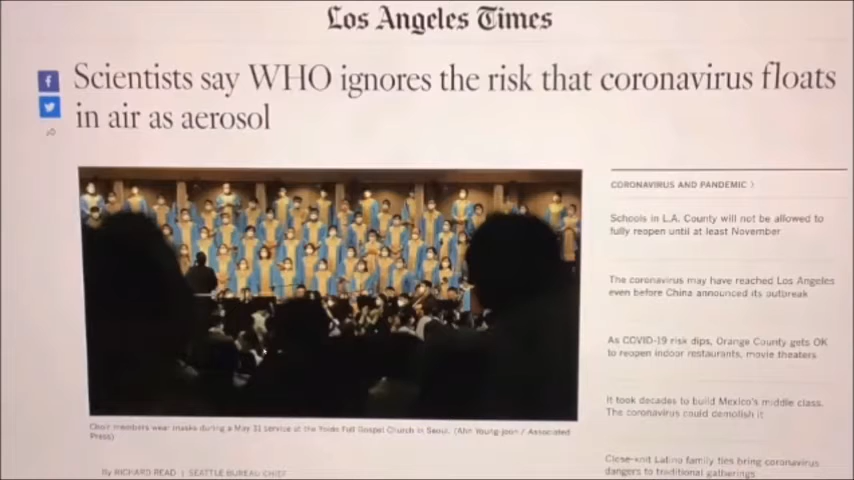 Los Angeles Times
Scientists say WHO ignores the risk that coronavirus floats
in air as aerosol
CORONAVIRUS AND PANDEMIC
Schools in L.A. County will not be allowed to
fully reopen until at least November
The coronavirus may have reached Los Angeles
even before China announced its outbreak
As COVID-19 risk dips, Orange County gets OK
to reopen indoor restaurants, movie theaters
It took decades to build Mexico's middle class.
The coronavirus could demolish it
Close-knit Latino family ties bring coronavirus
dangers to traditional gatherings
Choir members wear masks during a May 31 service at the Yoido Full Gospel Church in Seoul. (Ahn Young-joon / Associated
Press)
By RICHARD READ | SEATTLE BUREAU CHIEF